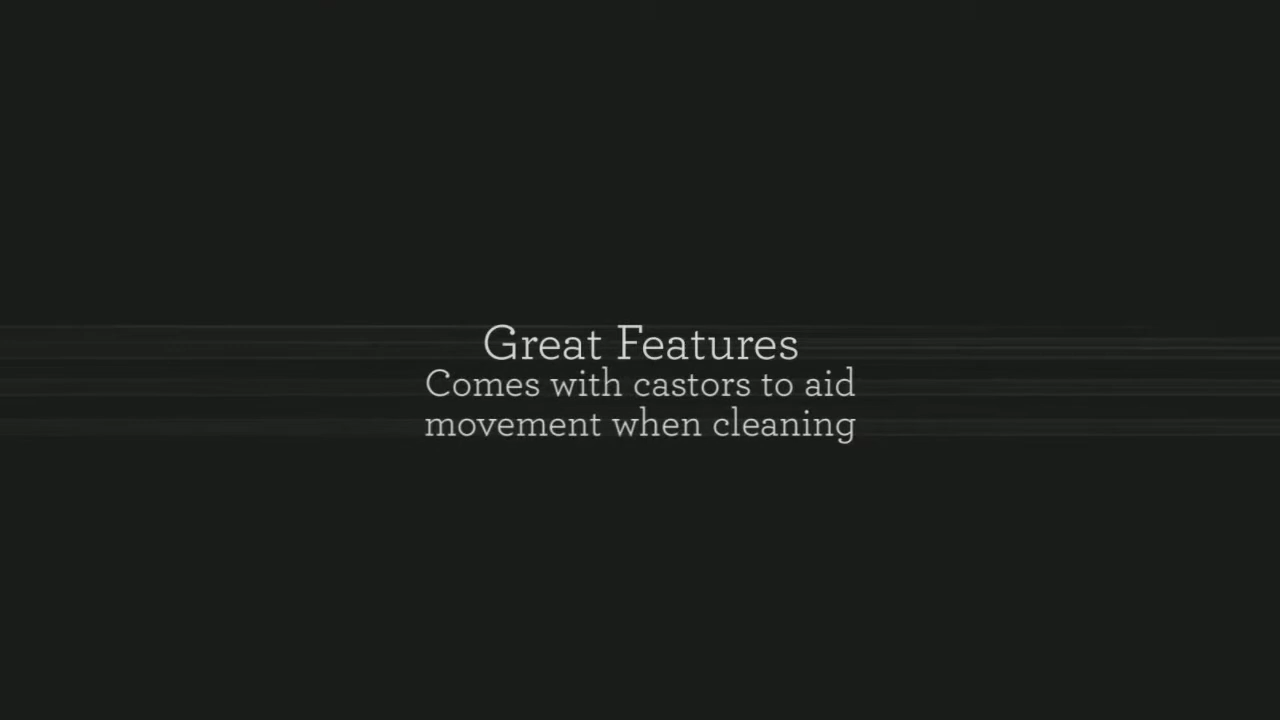 Great Features
Comes with castors to aid
movement when cleaning